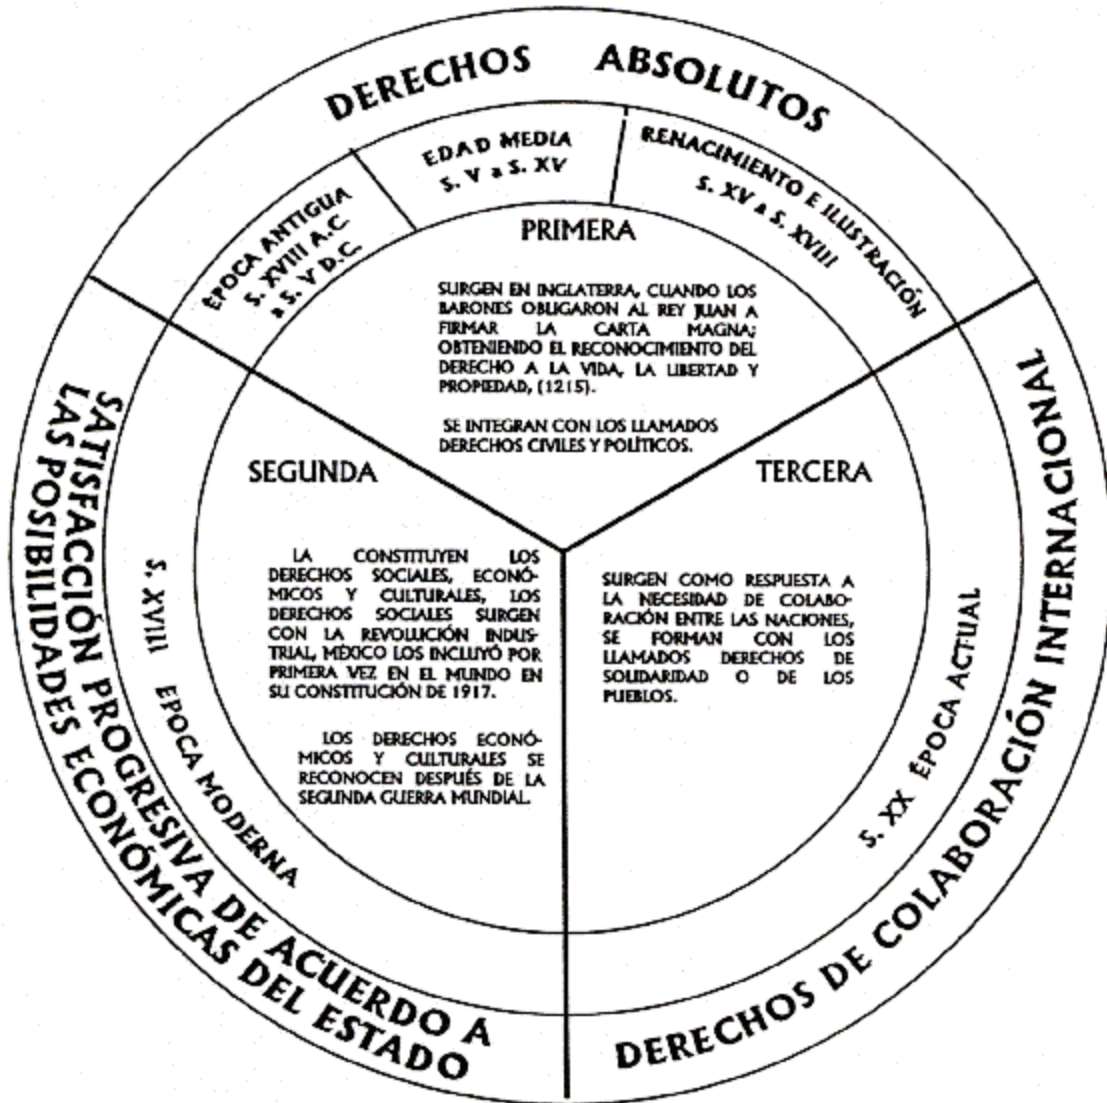 DERECHOS ABSOLUTOS
ÉPOCA ANTIGUA
S. XVIII A.C
a S. V D.C.
EDAD MEDIA
S. V a S. XV
RENACIMIENTO E ILUSTRACIÓN
S. XV a S. XVIII
PRIMERA
SURGEN EN INGLATERRA, CUANDO LOS
BARONES OBLIGARON AL REY JUAN A
FIRMAR LA CARTA MAGNA;
OBTENIENDO EL RECONOCIMIENTO DEL
DERECHO A LA VIDA, LA LIBERTAD Y
PROPIEDAD, (1215).
SE INTEGRAN CON LOS LLAMADOS
DERECHOS CIVILES Y POLÍTICOS.
SEGUNDA
LA CONSTITUYEN LOS
DERECHOS SOCIALES, ECONÓ-
MICOS Y CULTURALES, LOS
DERECHOS SOCIALES SURGEN
CON LA REVOLUCIÓN INDUS-
TRIAL, MÉXICO LOS INCLUYÓ POR
PRIMERA VEZ EN EL MUNDO EN
SU CONSTITUCIÓN DE 1917.
LOS DERECHOS ECONÓ-
MICOS Y CULTURALES SE
RECONOCEN DESPUÉS DE LA
SEGUNDA GUERRA MUNDIAL.
S. XVIII EPOCA MODERNA
SATISFACCIÓN PROGRESIVA DE ACUERDO A
LAS POSIBILIDADES ECONÓMICAS DEL ESTADO
TERCERA
SURGEN COMO RESPUESTA A
LA NECESIDAD DE COLABO-
RACIÓN ENTRE LAS NACIONES,
SE FORMAN CON LOS
LLAMADOS DERECHOS DE
SOLIDARIDAD O DE LOS
PUEBLOS.
S. XX ÉPOCA ACTUAL
DERECHOS DE COLABORACIÓN INTERNACIONAL